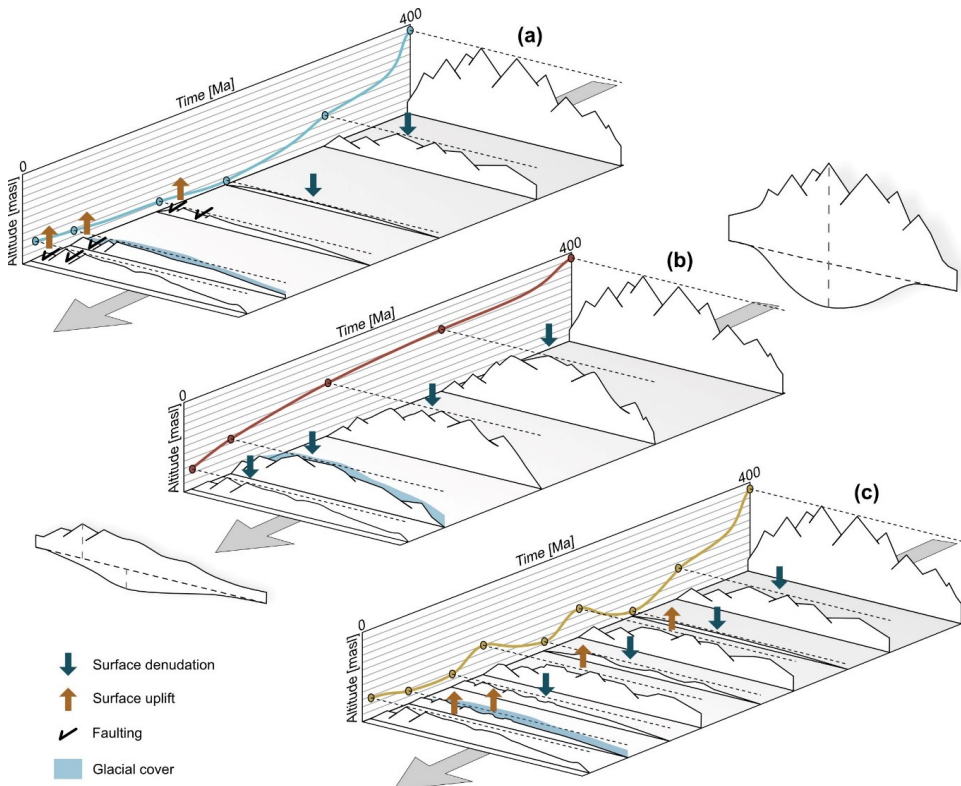 400
(a)
Time [Ma]
0
Altitude [masl]
400
(b)
Time [Ma]
0
Altitude [masl]
400
(c)
Time [Ma]
0
Altitude [masl]
Surface denudation
Surface uplift
Faulting
Glacial cover